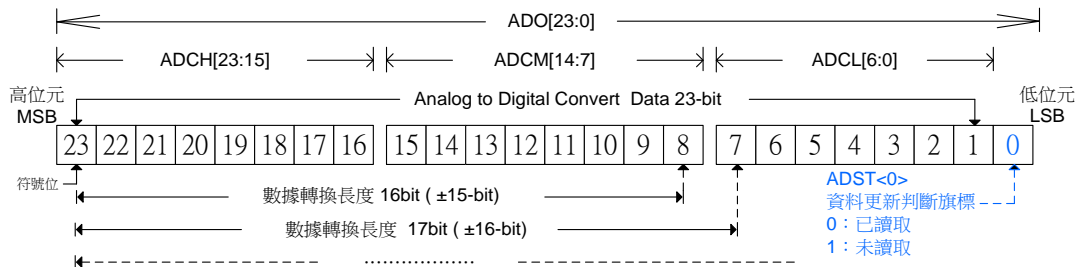 ADO[23:0]
ADCH[23:15] ADCM[14:7] ADCL[6:0]
高位元 MSB
Analog to Digital Convert Data 23-bit
低位元 LSB
23 22 21 20 19 18 17 16 15 14 13 12 11 10 9 8 7 6 5 4 3 2 1 0
符號位
數據轉換長度 16bit ( ±15-bit)
數據轉換長度 17bit ( ±16-bit)
ADST<0>
資料更新判斷旗標
0：已讀取
1：未讀取